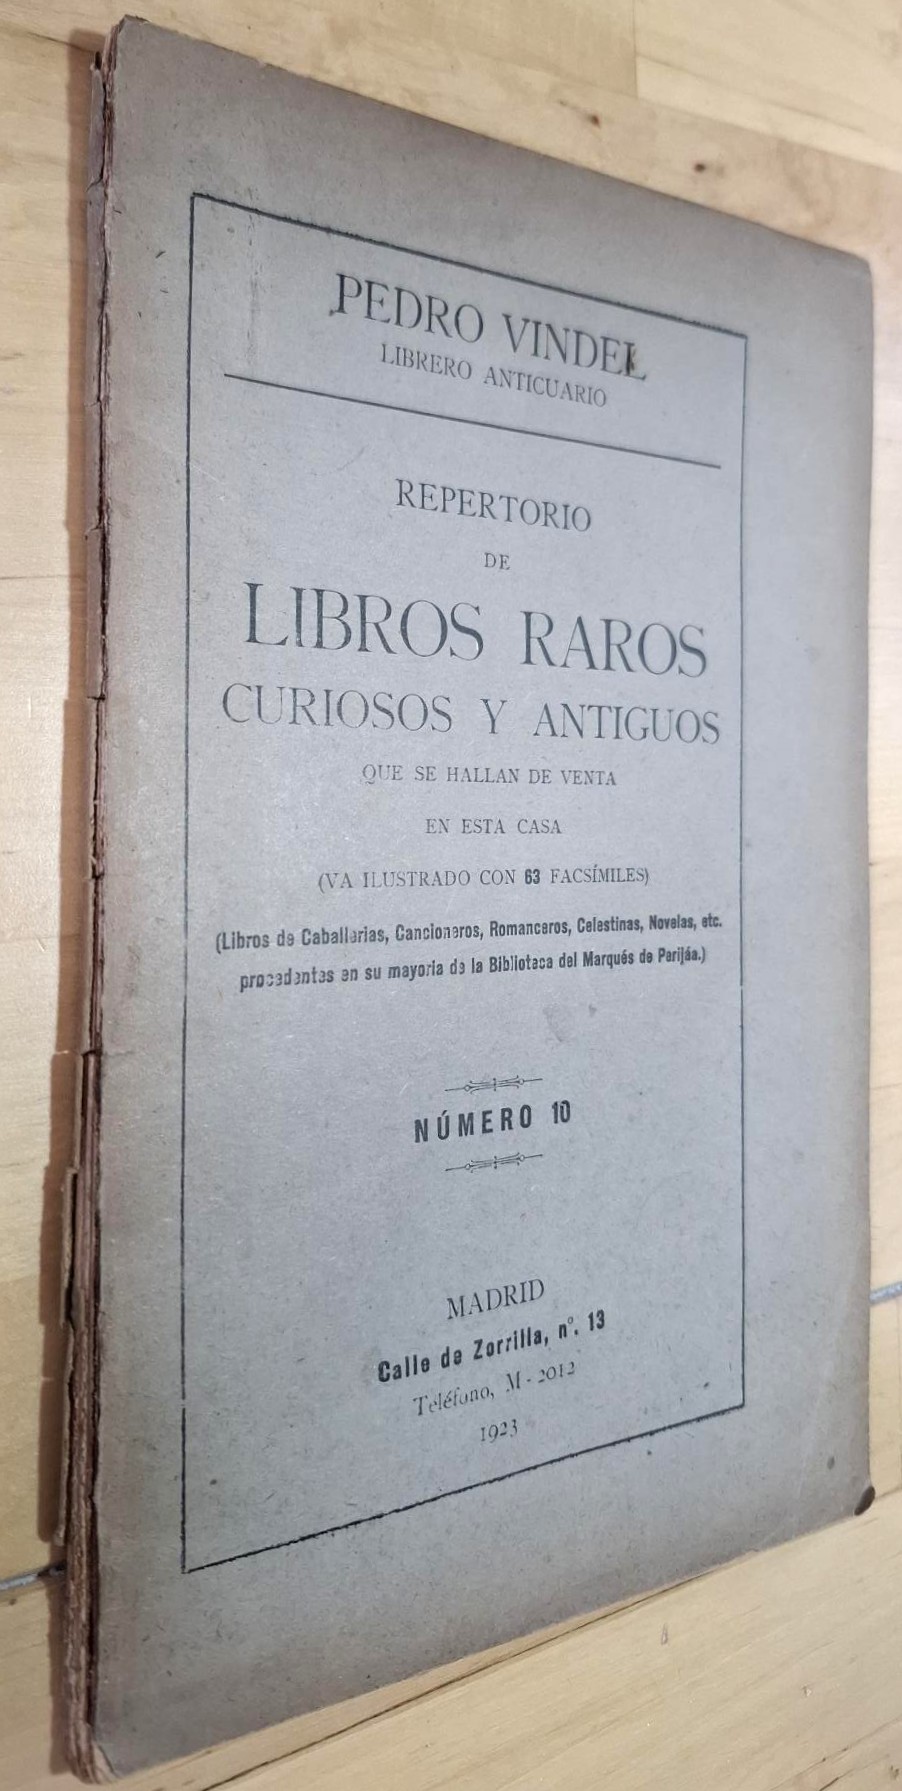 PEDRO VINDEL
LIBRERO ANTICUARIO
REPERTORIO
DE
LIBROS RAROS
CURIOSOS Y ANTIGUOS
QUE SE HALLAN DE VENTA
EN ESTA CASA
(VA ILUSTRADO CON 63 FACSÍMILES)
(Libros de Caballerias, Cancioneros, Romanceros, Celestinas, Novelas, etc.
procedentes en su mayoria de la Biblioteca del Marqués de Perijáa.)
NÚMERO 10
MADRID
Calle de Zorrilla, nº. 13
Teléfono, M - 2012
1923